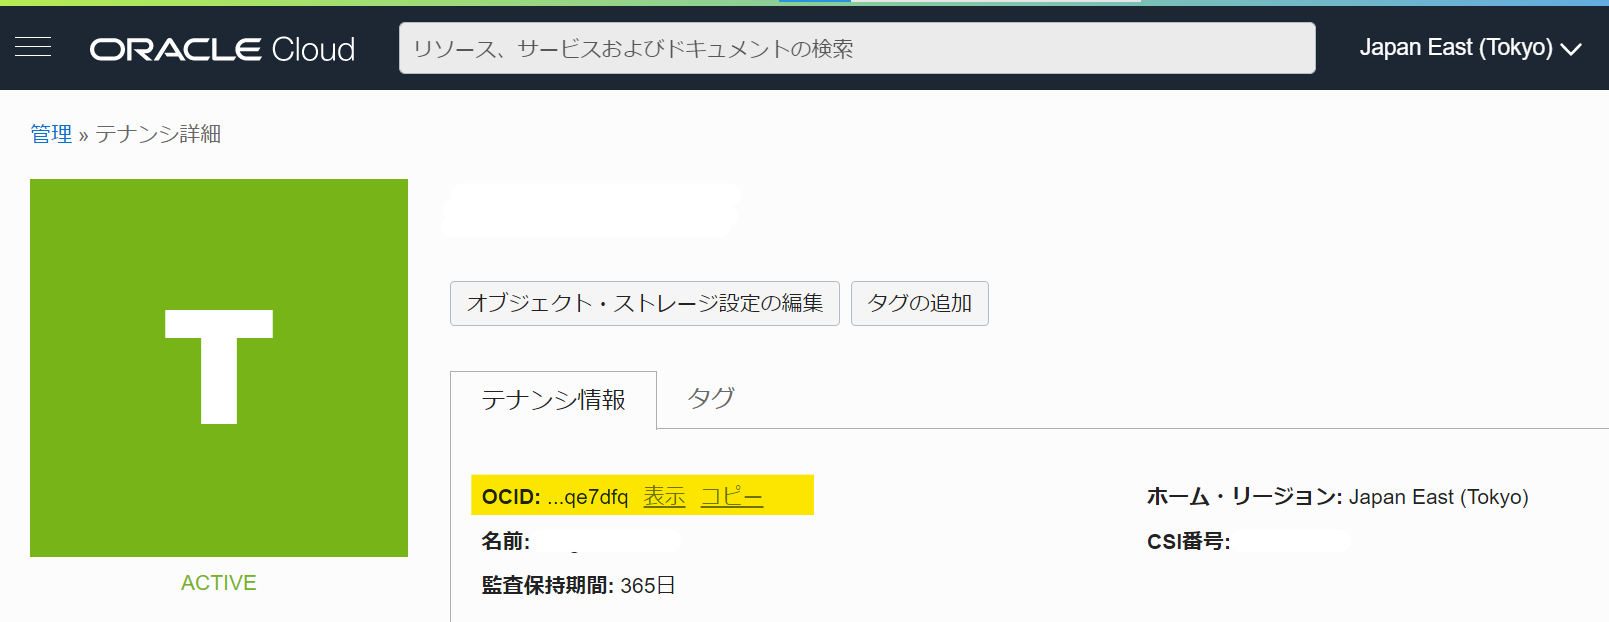 ORACLE Cloud
リソース、サービスおよびドキュメントの検索
Japan East (Tokyo)
管理 » テナンシ詳細
T
ACTIVE
オブジェクト・ストレージ設定の編集 タグの追加
テナンシ情報 タグ
OCID: ...qe7dfq 表示 コピー
名前:
監査保持期間: 365日
ホーム・リージョン: Japan East (Tokyo)
CSI番号: